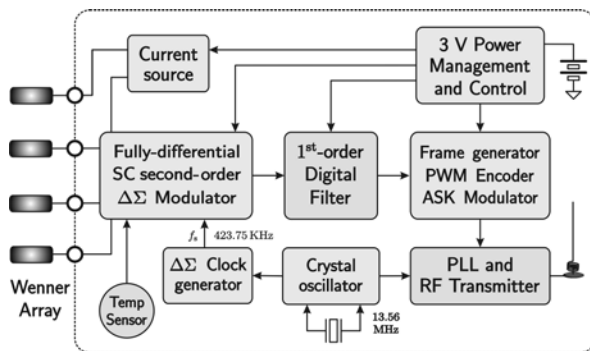 Current
source
3 V Power
Management
and Control
Fully-differential
SC second-order
ΔΣ Modulator
1st-order
Digital
Filter
Frame generator
PWM Encoder
ASK Modulator
fs 423.75 KHz
Wenner
Array
Temp
Sensor
ΔΣ Clock
generator
Crystal
oscillator
PLL and
RF Transmitter
13.56
MHz